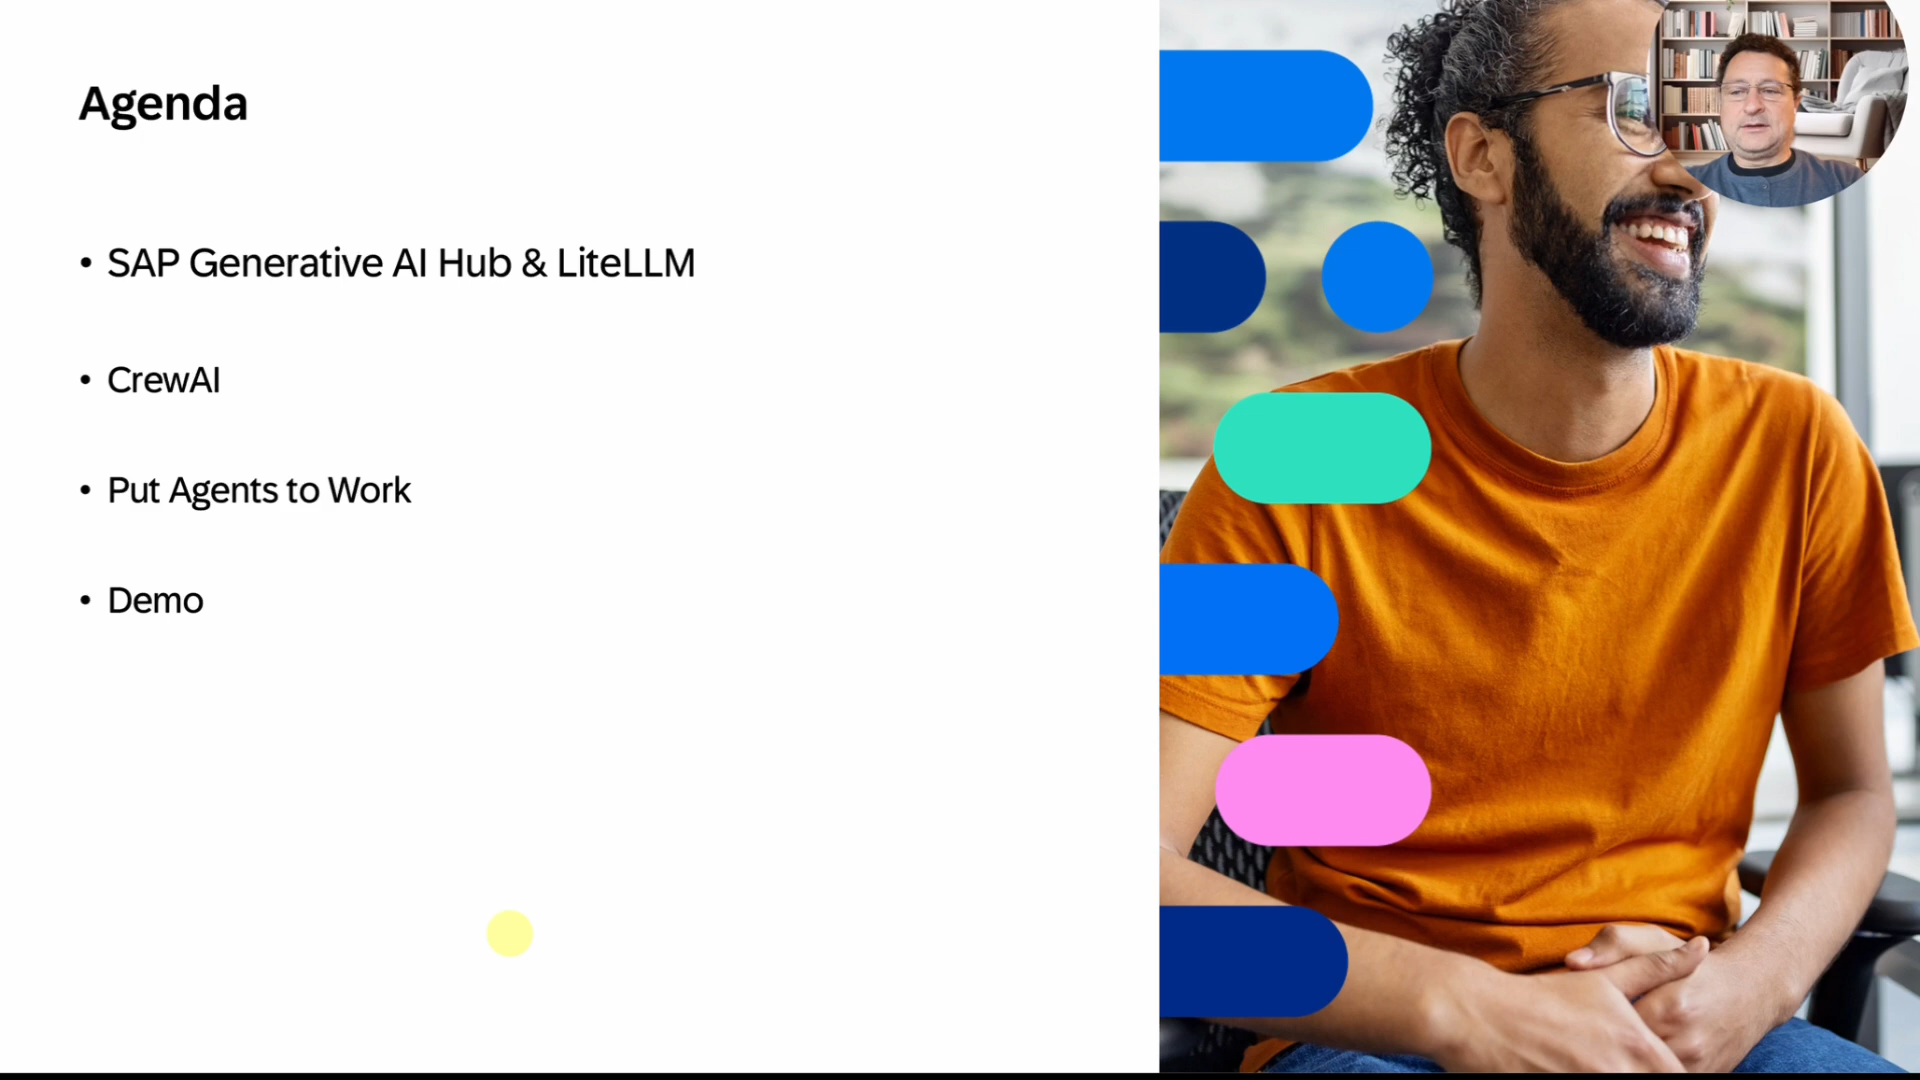 Agenda
• SAP Generative AI Hub & LiteLLM
• CrewAI
• Put Agents to Work
• Demo